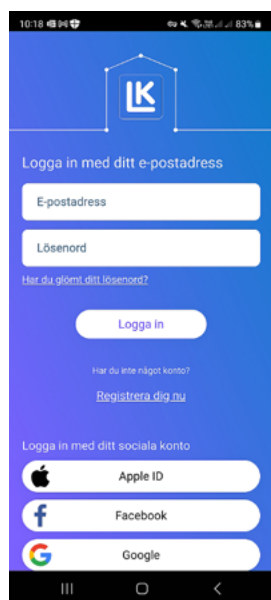 10:18
83%
LK
Logga in med ditt e-postadress
E-postadress
Lösenord
Har du glömt ditt lösenord?
Logga in
Har du inte något konto?
Registrera dig nu
Logga in med ditt sociala konto
Apple ID
f Facebook
G Google